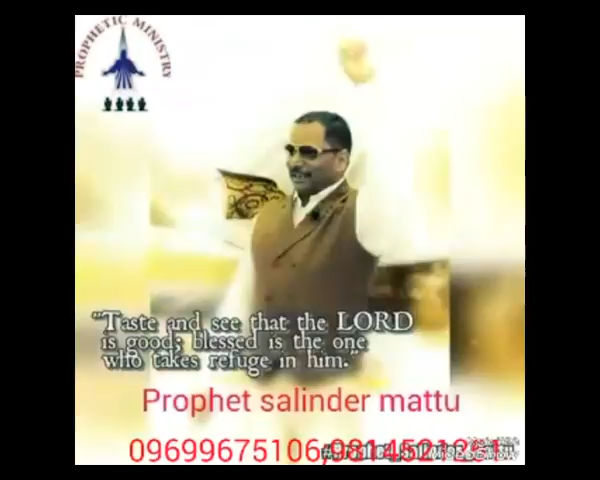 PROPHETIC MINISTRY
"Taste and see that the LORD
is good; blessed is the one
who takes refuge in him."
Prophet salinder mattu
09699675106,